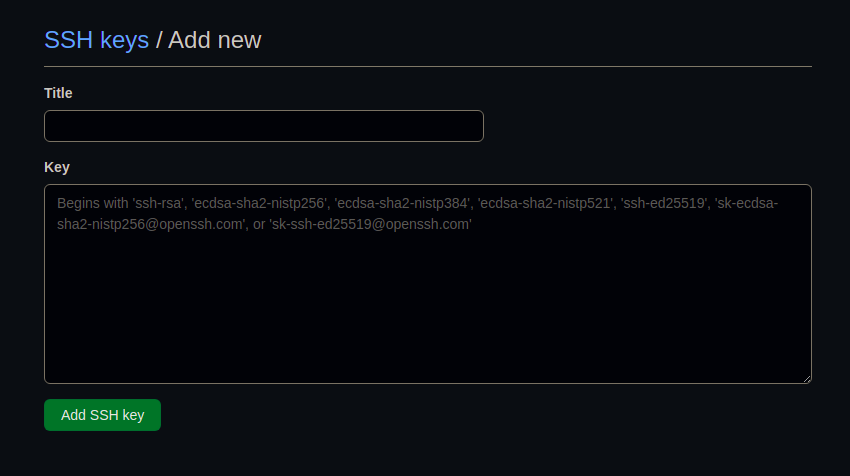 SSH keys / Add new
Title
Key
Begins with 'ssh-rsa', 'ecdsa-sha2-nistp256', 'ecdsa-sha2-nistp384', 'ecdsa-sha2-nistp521', 'ssh-ed25519', 'sk-ecdsa-
sha2-nistp256@openssh.com', or 'sk-ssh-ed25519@openssh.com'
Add SSH key